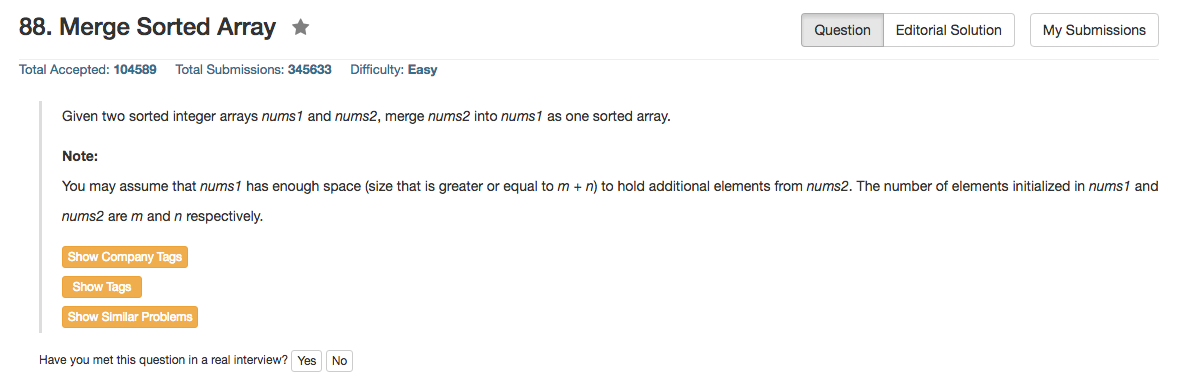 88. Merge Sorted Array
Question Editorial Solution My Submissions
Total Accepted: 104589 Total Submissions: 345633 Difficulty: Easy
Given two sorted integer arrays nums1 and nums2, merge nums2 into nums1 as one sorted array.
Note:
You may assume that nums1 has enough space (size that is greater or equal to m + n) to hold additional elements from nums2. The number of elements initialized in nums1 and
nums2 are m and n respectively.
Show Company Tags
Show Tags
Show Similar Problems
Have you met this question in a real interview? Yes No